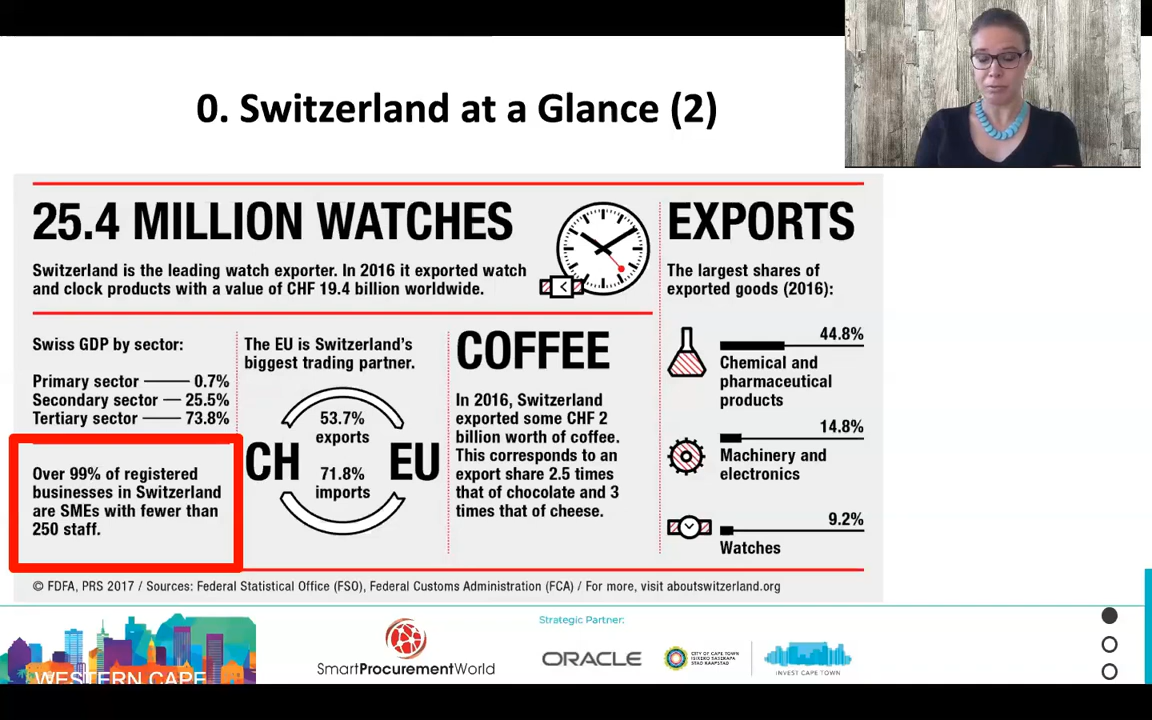 0. Switzerland at a Glance (2)
25.4 MILLION WATCHES
Switzerland is the leading watch exporter. In 2016 it exported watch
and clock products with a value of CHF 19.4 billion worldwide.
Swiss GDP by sector:
Primary sector 0.7%
Secondary sector 25.5%
Tertiary sector 73.8%
Over 99% of registered
businesses in Switzerland
are SMEs with fewer than
250 staff.
The EU is Switzerland's
biggest trading partner.
53.7%
exports
CH EU
71.8%
imports
COFFEE
In 2016, Switzerland
exported some CHF 2
billion worth of coffee.
This corresponds to an
export share 2.5 times
that of chocolate and 3
times that of cheese.
EXPORTS
The largest shares of
exported goods (2016):
44.8%
Chemical and
pharmaceutical
products
14.8%
Machinery and
electronics
9.2%
Watches
© FDFA, PRS 2017 / Sources: Federal Statistical Office (FSO), Federal Customs Administration (FCA) / For more, visit aboutswitzerland.org
WESTERN CAPE
SmartProcurementWorld
Strategic Partner:
ORACLE
CITY OF CAPE TOWN
ISIXEKO SASEKAPA
STAD KAAPSTAD
INVEST CAPE TOWN